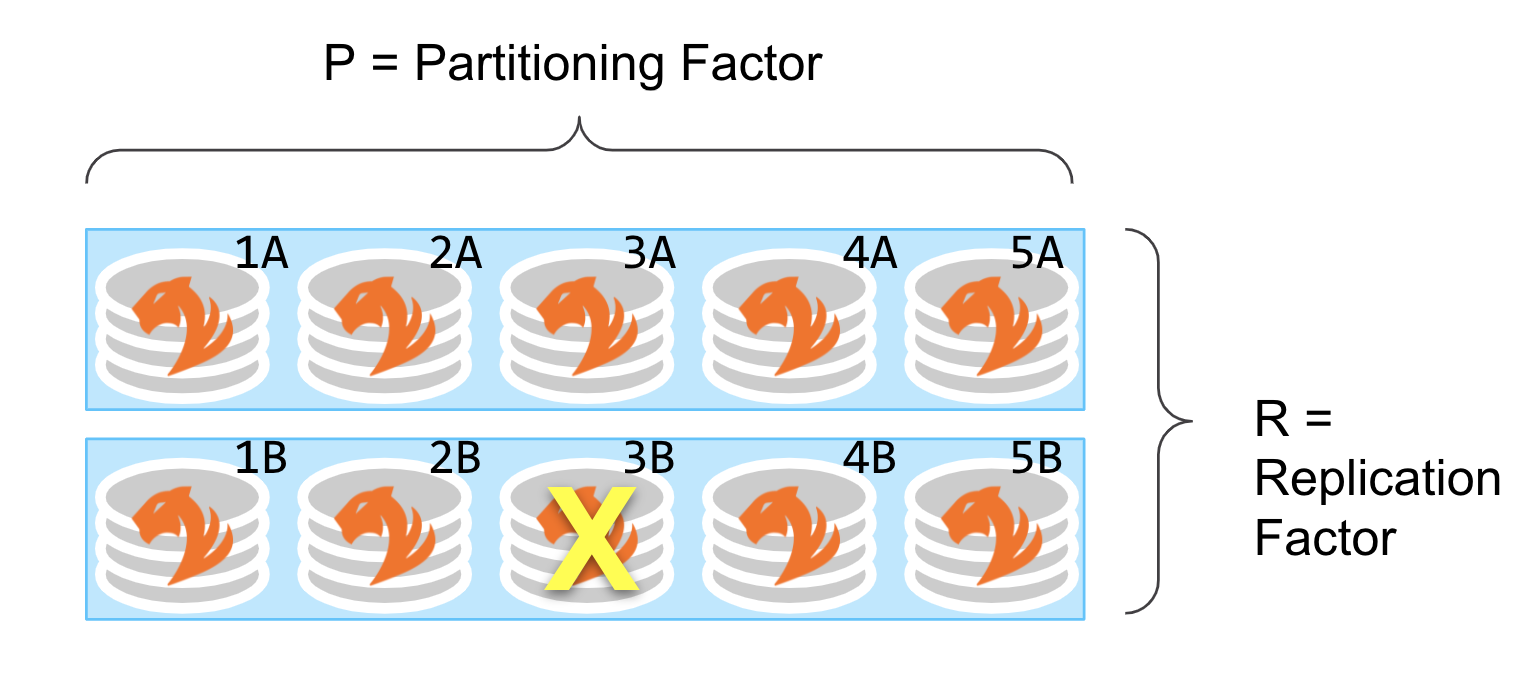 P = Partitioning Factor
1A 2A 3A 4A 5A
1B 2B 3B 4B 5B
X
R =
Replication
Factor